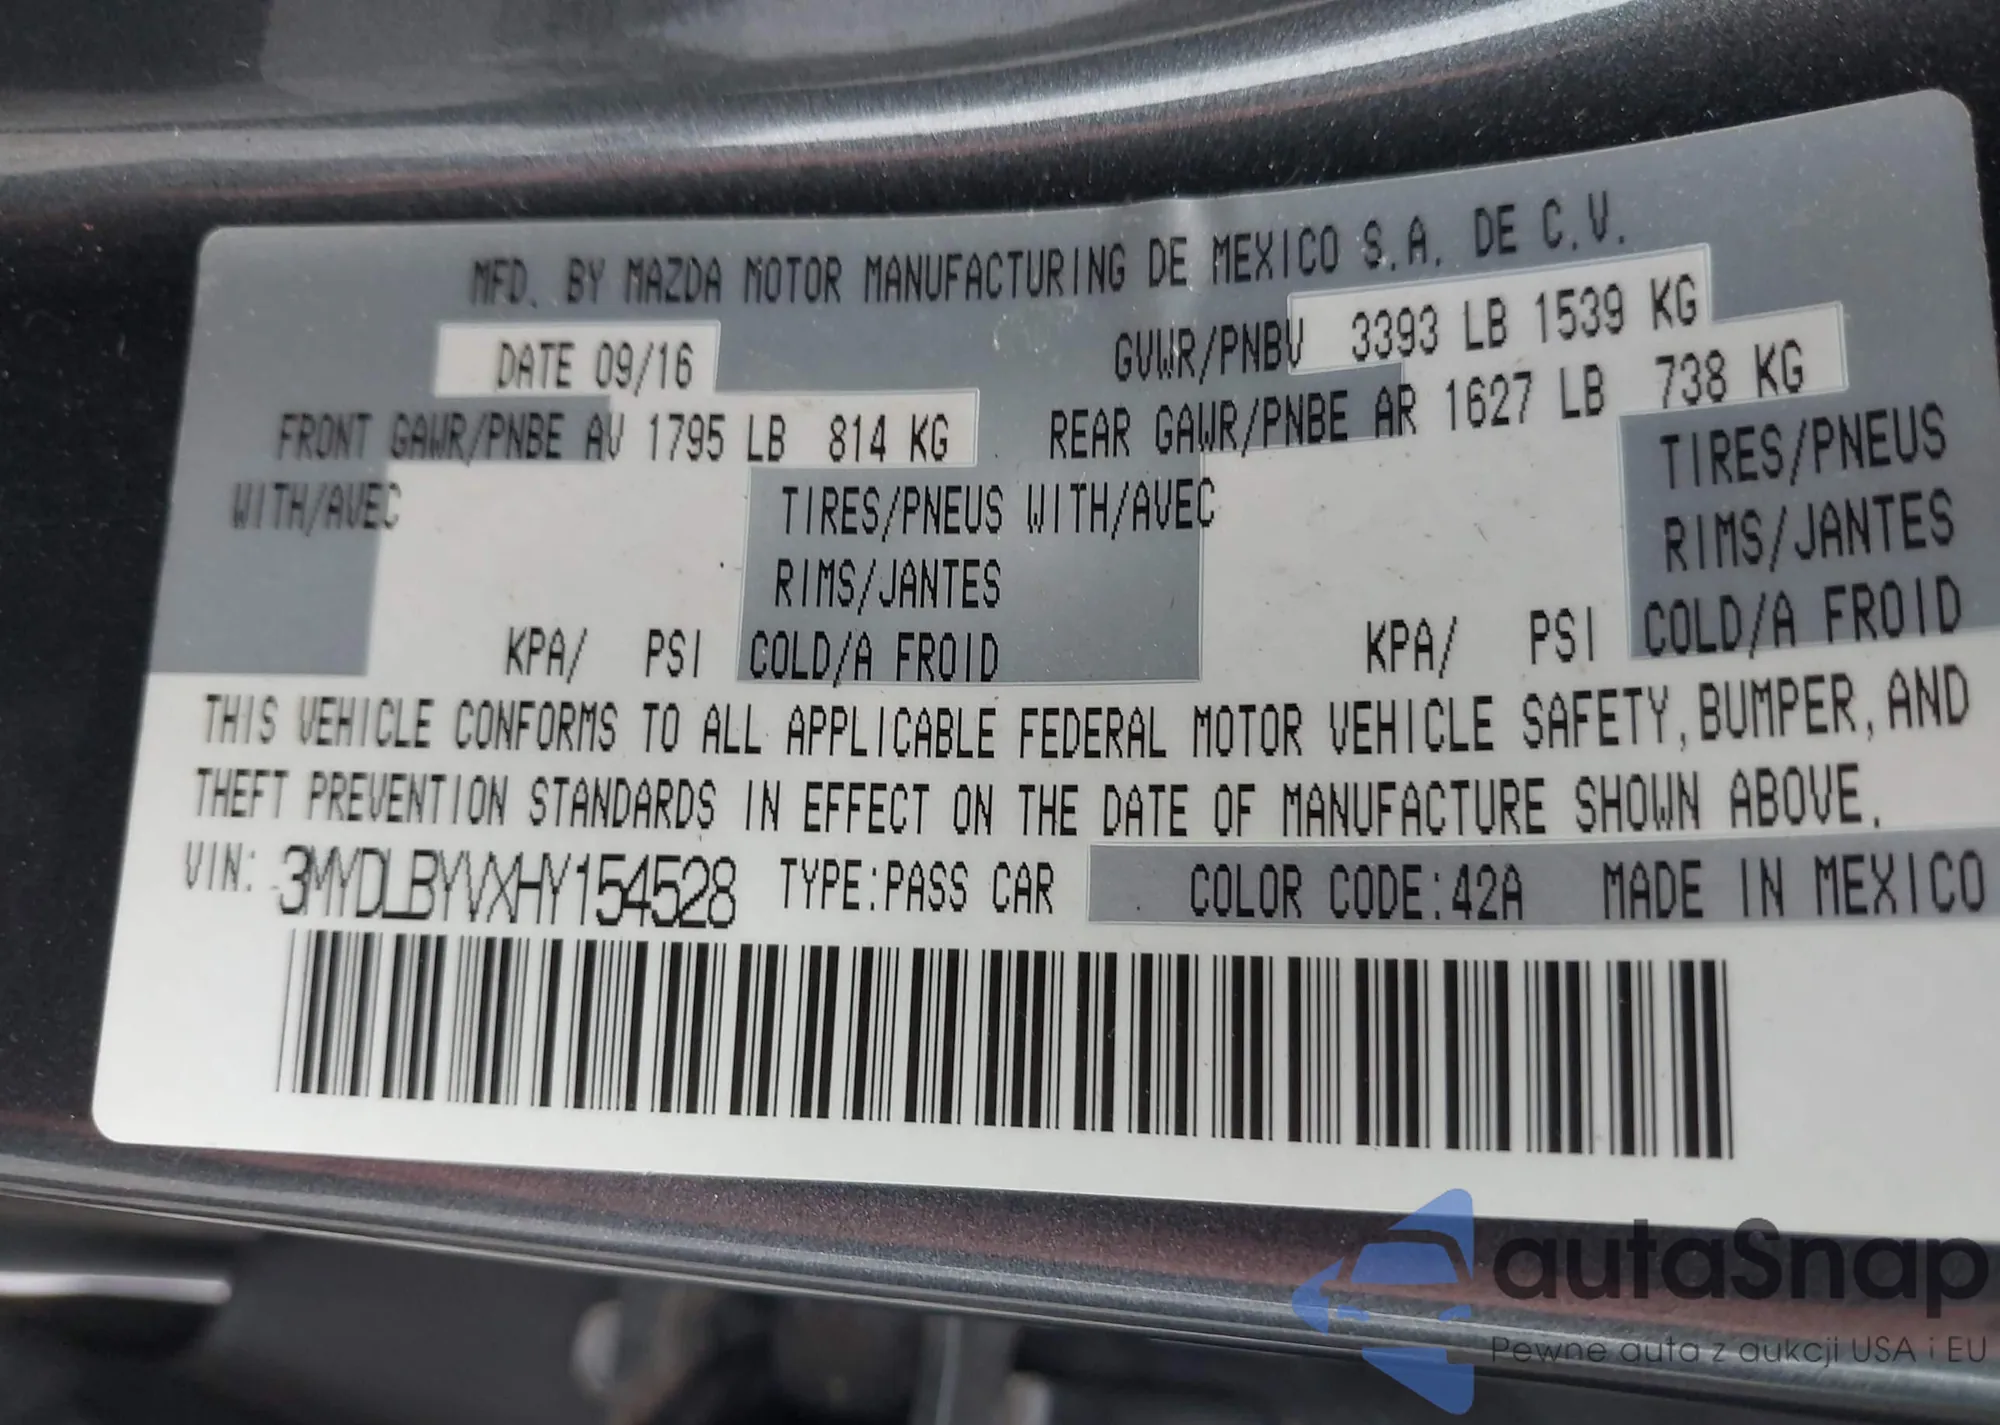 MFD. BY MAZDA MOTOR MANUFACTURING DE MEXICO S.A. DE C.V.
DATE 09/16 GVWR/PNBV 3393 LB 1539 KG
FRONT GAWR/PNBE AV 1795 LB 814 KG REAR GAWR/PNBE AR 1627 LB 738 KG
WITH/AVEC TIRES/PNEUS WITH/AVEC TIRES/PNEUS
RIMS/JANTES RIMS/JANTES
KPA/ PSI COLD/A FROID KPA/ PSI COLD/A FROID
THIS VEHICLE CONFORMS TO ALL APPLICABLE FEDERAL MOTOR VEHICLE SAFETY, BUMPER, AND
THEFT PREVENTION STANDARDS IN EFFECT ON THE DATE OF MANUFACTURE SHOWN ABOVE.
VIN: 3MYDLBYVXHY154528 TYPE:PASS CAR COLOR CODE:42A MADE IN MEXICO
autaSnap
Pewne auta z aukcji USA i EU